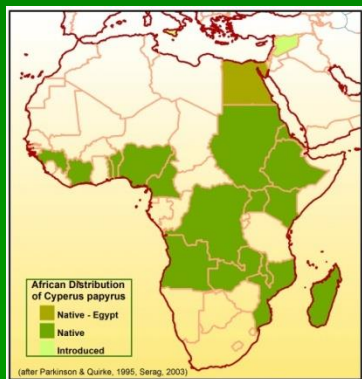 African Distribution
of Cyperus papyrus
Native - Egypt
Native
Introduced
(after Parkinson & Quirke, 1995, Serag, 2003)